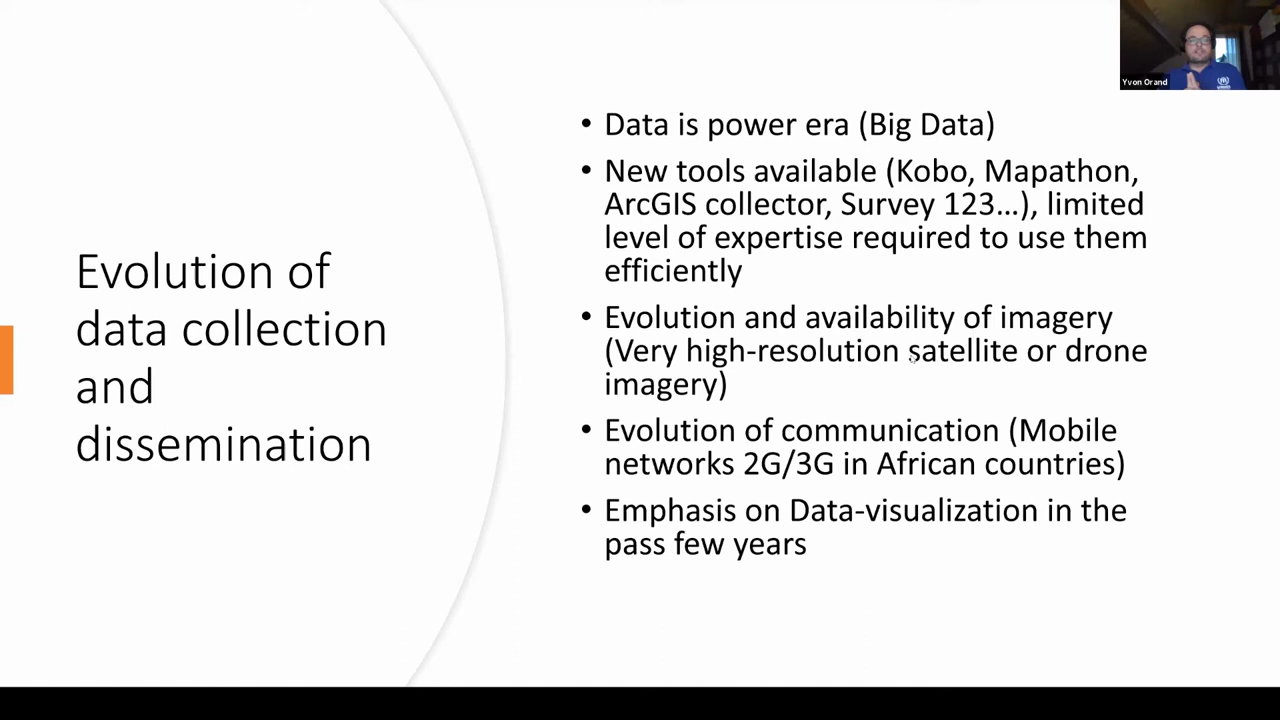 Yvon Orand
Evolution of
data collection
and
dissemination
• Data is power era (Big Data)
• New tools available (Kobo, Mapathon,
ArcGIS collector, Survey 123…), limited
level of expertise required to use them
efficiently
• Evolution and availability of imagery
(Very high-resolution satellite or drone
imagery)
• Evolution of communication (Mobile
networks 2G/3G in African countries)
• Emphasis on Data-visualization in the
pass few years